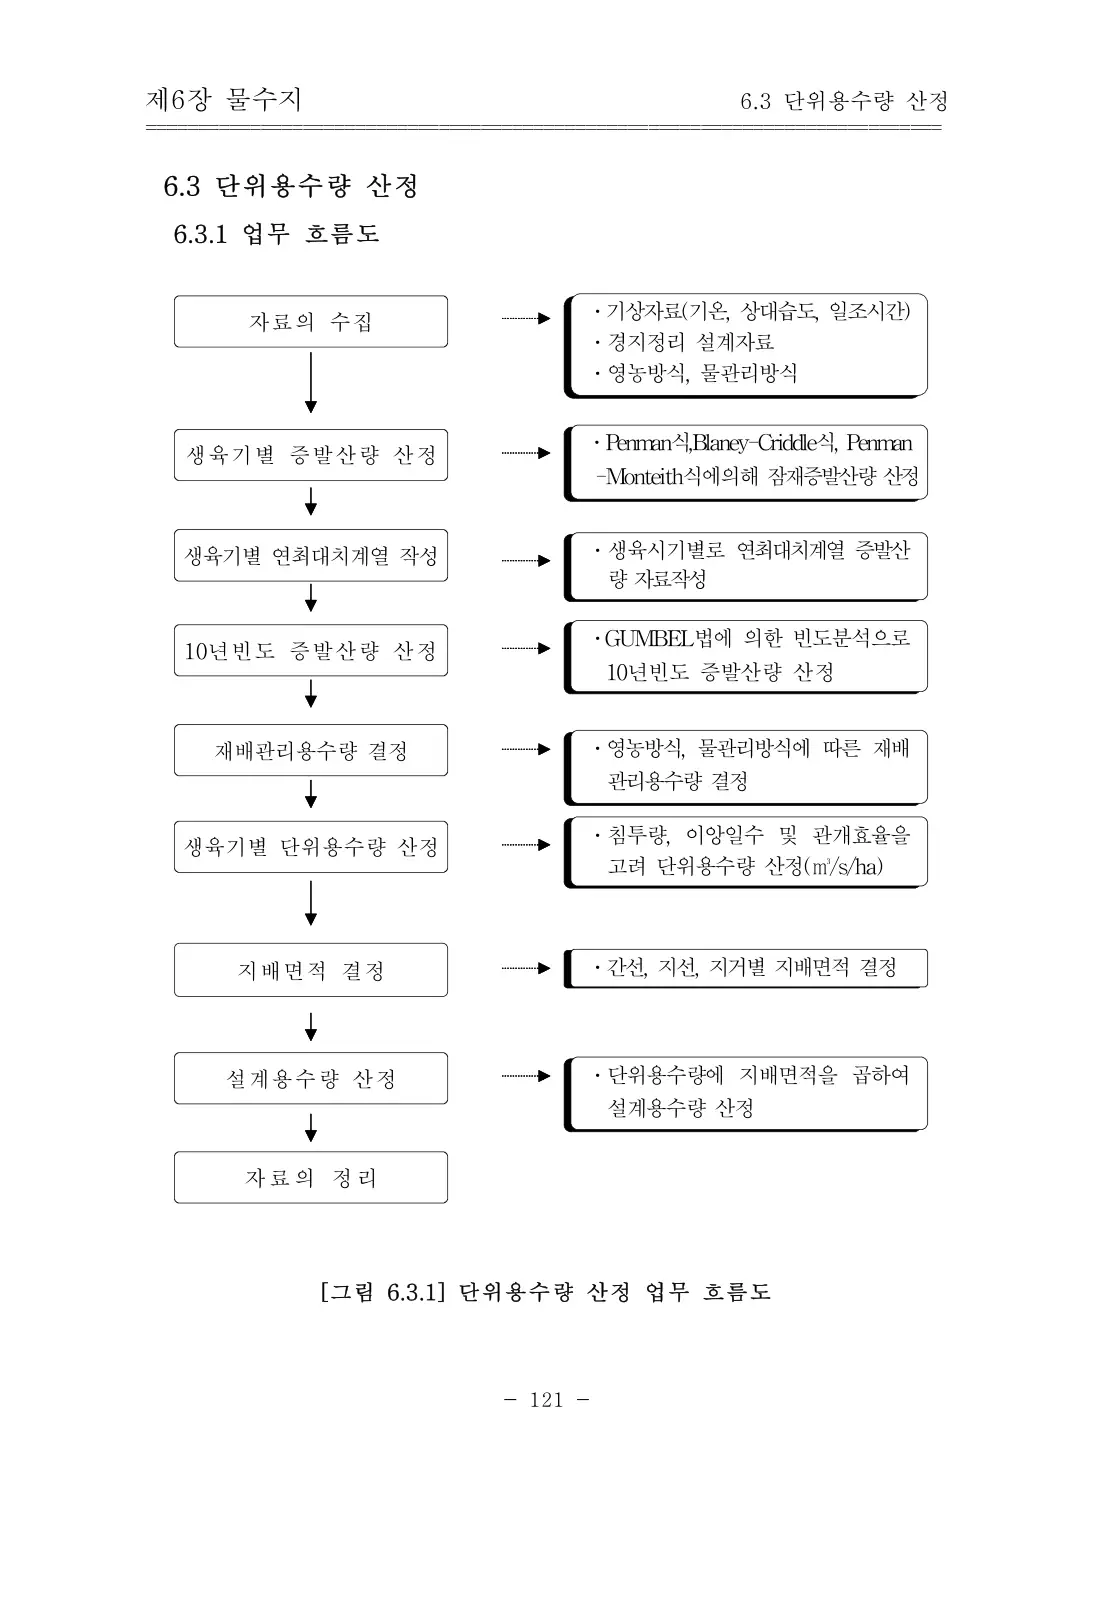 제6장 물수지
6.3 단위용수량 산정
6.3 단위용수량 산정
6.3.1 업무 흐름도
자료의 수집
·기상자료(기온, 상대습도, 일조시간)
·경지정리 설계자료
·영농방식, 물관리방식
생육기별 증발산량 산정
·Penman식,Blaney-Criddle식, Penman
-Monteith식에의해 잠재증발산량 산정
생육기별 연최대치계열 작성
·생육시기별로 연최대치계열 증발산
량 자료작성
10년빈도 증발산량 산정
·GUMBEL법에 의한 빈도분석으로
10년빈도 증발산량 산정
재배관리용수량 결정
·영농방식, 물관리방식에 따른 재배
관리용수량 결정
생육기별 단위용수량 산정
·침투량, 이앙일수 및 관개효율을
고려 단위용수량 산정(㎥/s/ha)
지배면적 결정
·간선, 지선, 지거별 지배면적 결정
설계용수량 산정
·단위용수량에 지배면적을 곱하여
설계용수량 산정
자료의 정리
[그림 6.3.1] 단위용수량 산정 업무 흐름도
- 121 -